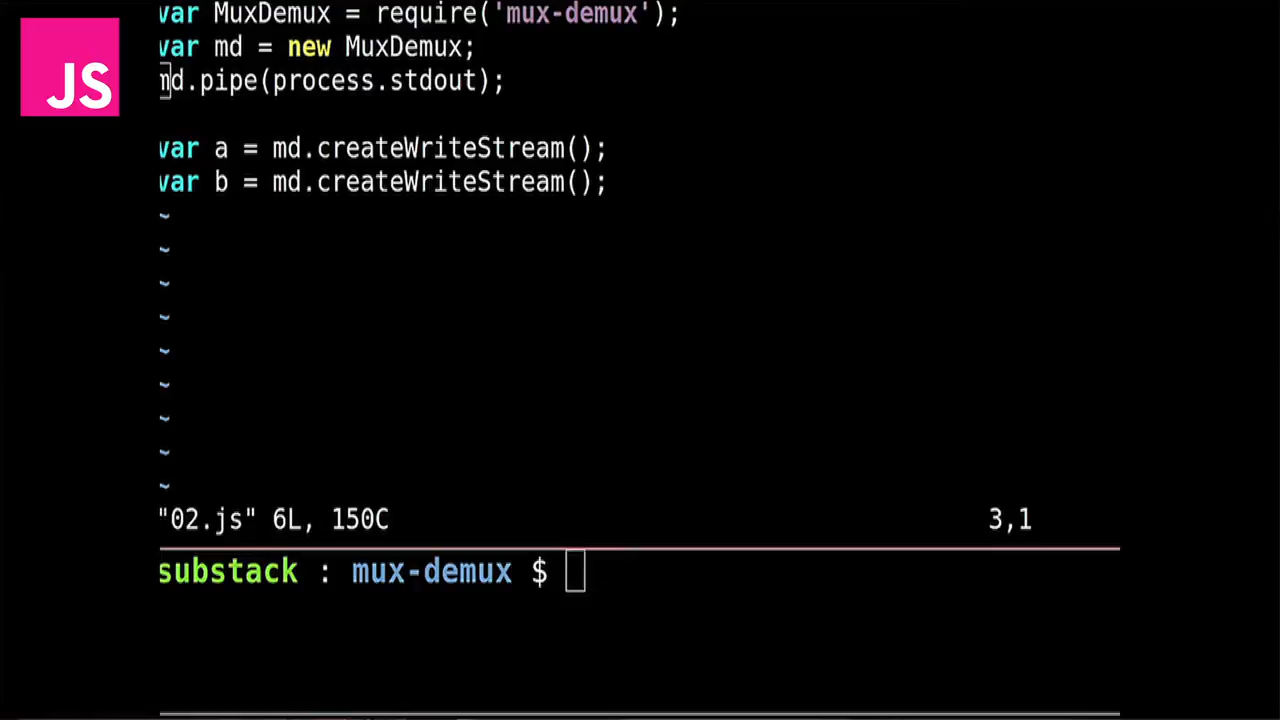 JS
var MuxDemux = require('mux-demux');
var md = new MuxDemux;
md.pipe(process.stdout);
var a = md.createWriteStream();
var b = md.createWriteStream();
~
~
~
~
~
~
~
~
~
"02.js" 6L, 150C 3,1
substack : mux-demux $